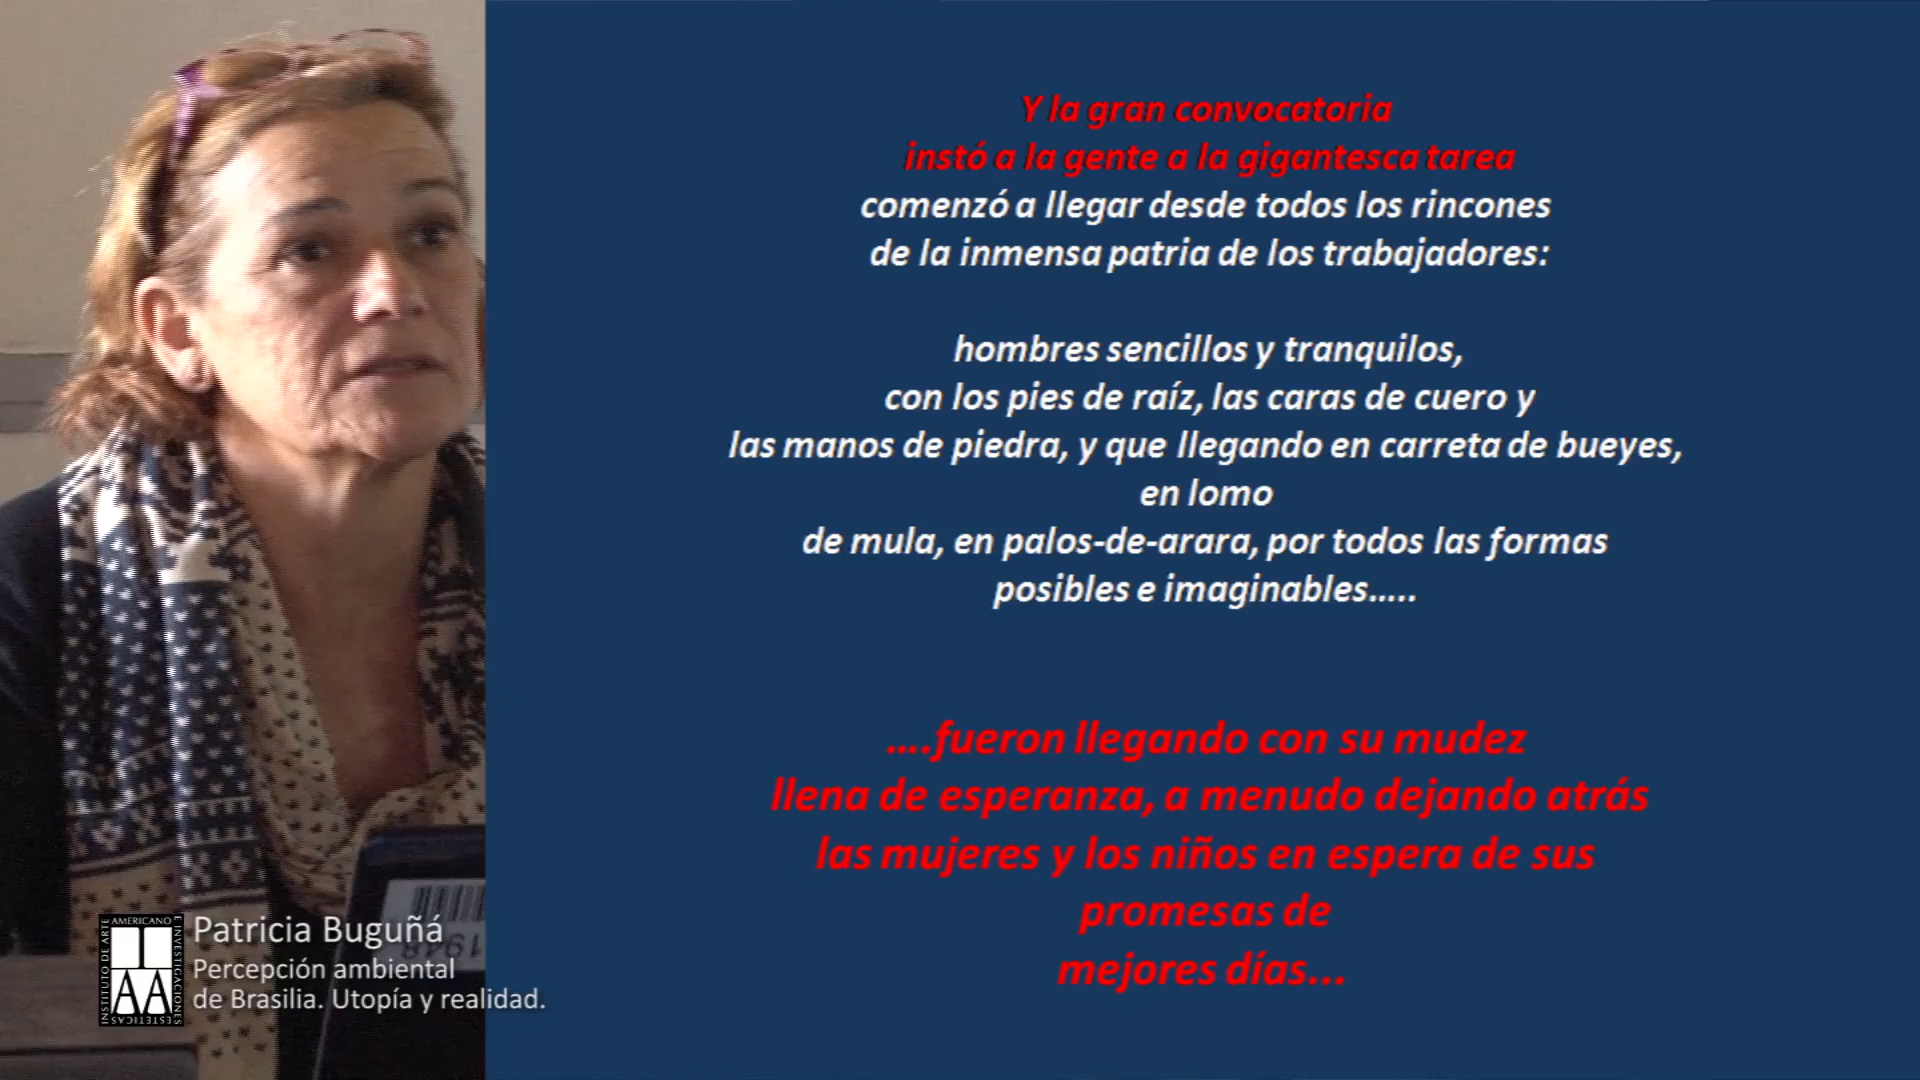 Y la gran convocatoria
instó a la gente a la gigantesca tarea
comenzó a llegar desde todos los rincones
de la inmensa patria de los trabajadores:
hombres sencillos y tranquilos,
con los pies de raíz, las caras de cuero y
las manos de piedra, y que llegando en carreta de bueyes,
en lomo
de mula, en palos-de-arara, por todos las formas
posibles e imaginables.....
....fueron llegando con su mudez
llena de esperanza, a menudo dejando atrás
las mujeres y los niños en espera de sus
promesas de
mejores días...
INSTITUTO DE ARTE
AMERICANO
E INVESTIGACIONES
ESTETICAS
IAA
Patricia Buguñá
Percepción ambiental
de Brasilia. Utopía y realidad.